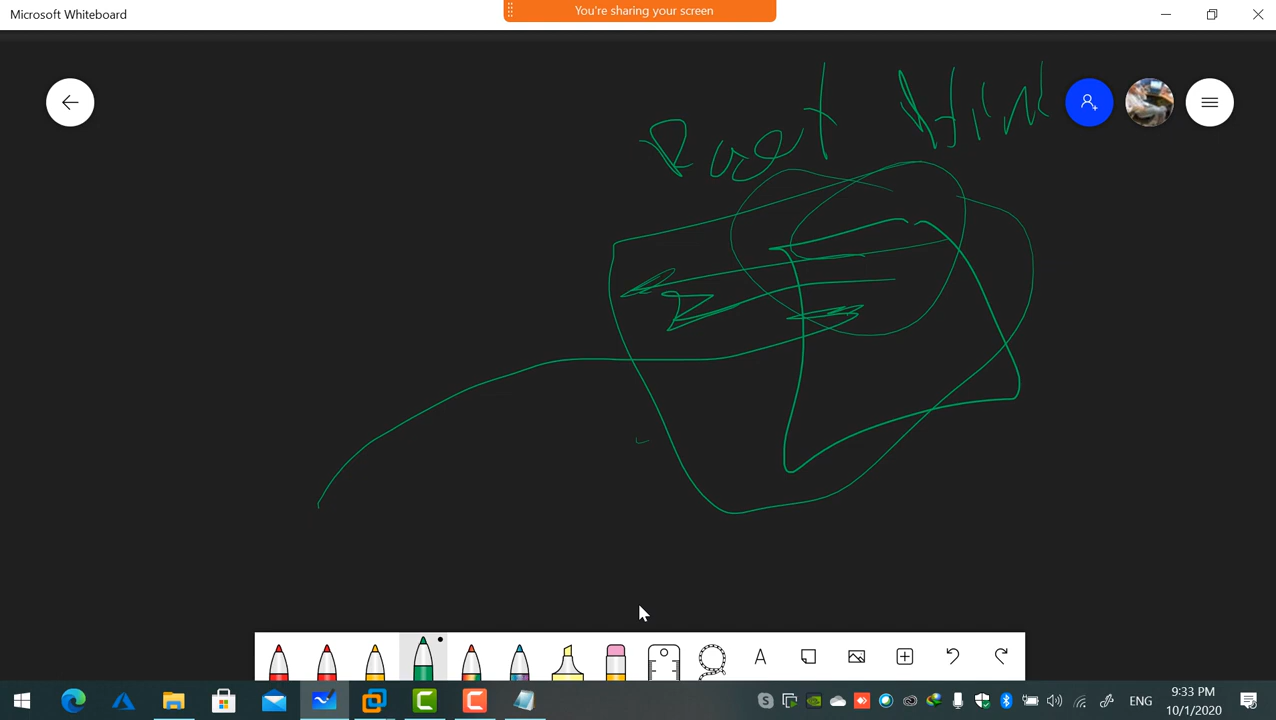 Microsoft Whiteboard
You're sharing your screen
Root
A
ENG
9:33 PM
10/1/2020